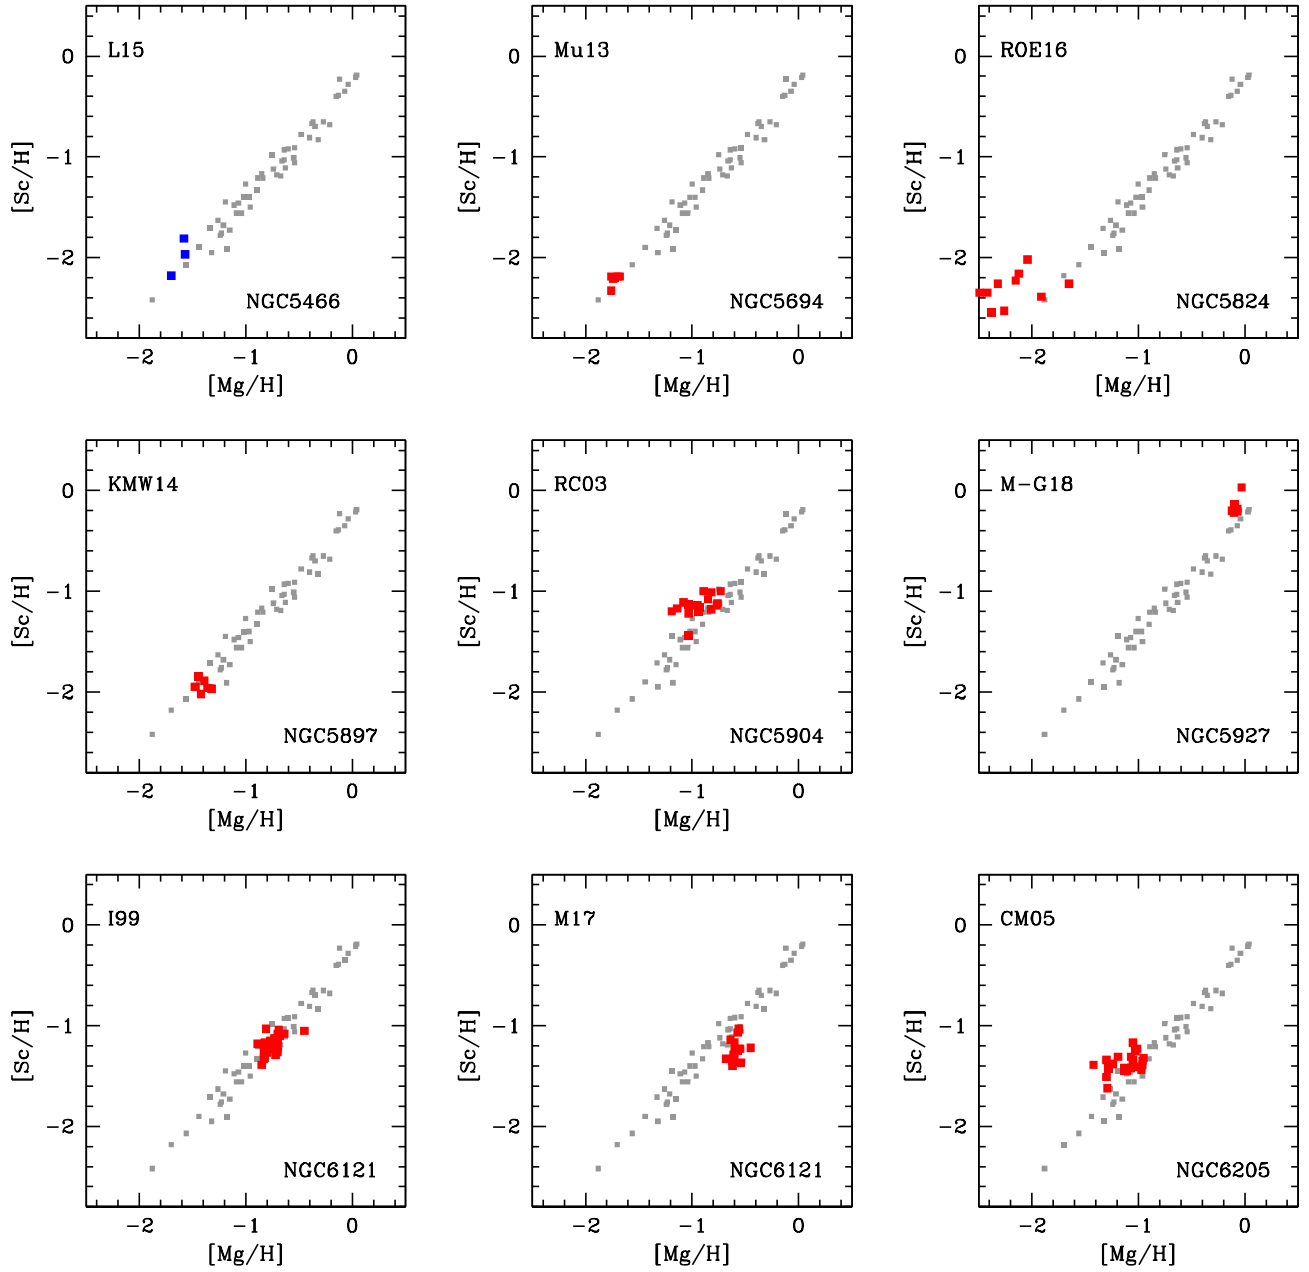 L15
Mu13
ROE16
0
0
0
−1
−1
−1
−2
−2
−2
[Sc/H]
[Sc/H]
[Sc/H]
NGC5466
NGC5694
NGC5824
−2 −1 0
−2 −1 0
−2 −1 0
[Mg/H]
[Mg/H]
[Mg/H]
KMW14
RC03
M−G18
0
0
0
−1
−1
−1
−2
−2
−2
[Sc/H]
[Sc/H]
[Sc/H]
NGC5897
NGC5904
NGC5927
−2 −1 0
−2 −1 0
[Mg/H]
[Mg/H]
I99
M17
CM05
0
0
0
−1
−1
−1
−2
−2
−2
[Sc/H]
[Sc/H]
[Sc/H]
NGC6121
NGC6121
NGC6205
−2 −1 0
−2 −1 0
−2 −1 0
[Mg/H]
[Mg/H]
[Mg/H]